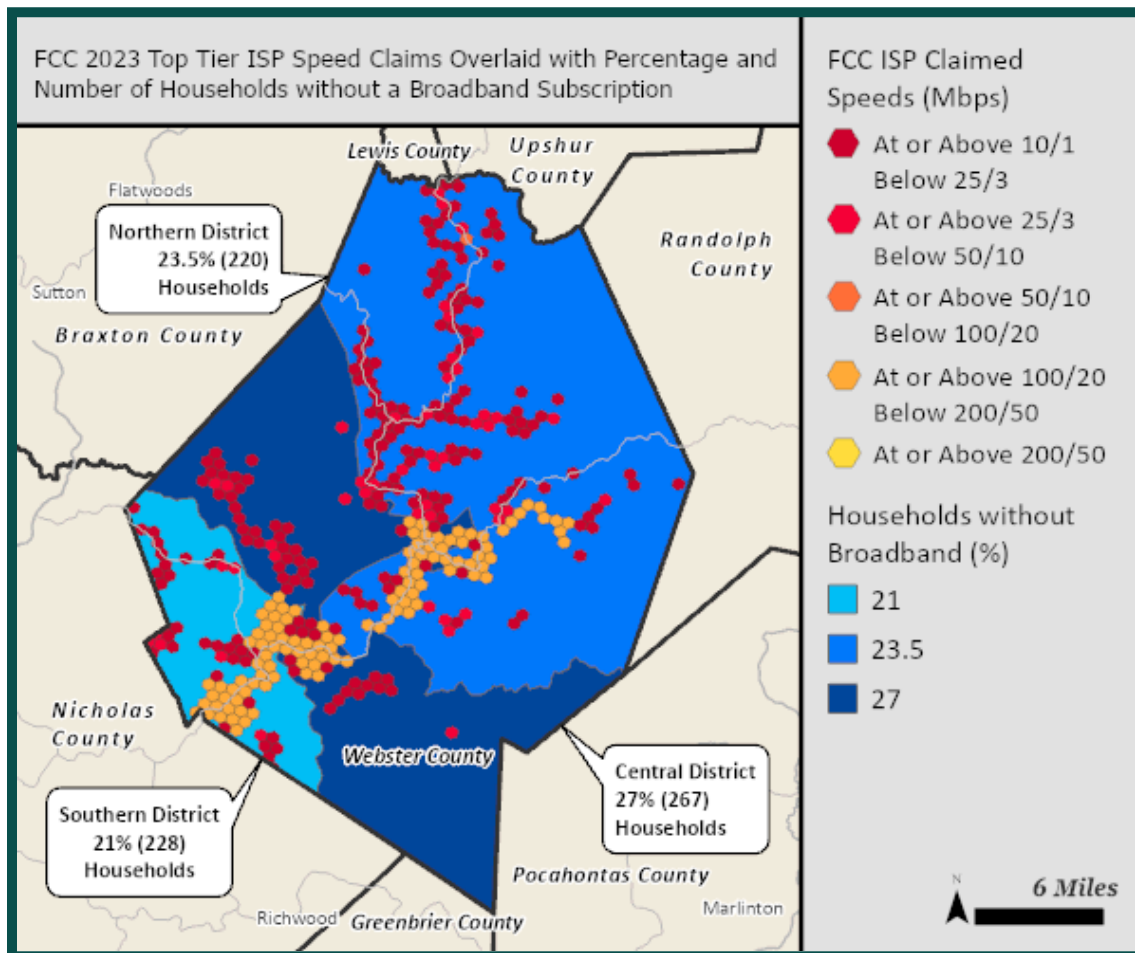 FCC 2023 Top Tier ISP Speed Claims Overlaid with Percentage and
Number of Households without a Broadband Subscription
Lewis County
Upshur
County
Flatwoods
Northern District
23.5% (220)
Households
Randolph
County
Sutton
Braxton County
Nicholas
County
Webster County
Central District
27% (267)
Households
Southern District
21% (228)
Households
Pocahontas County
Richwood
Greenbrier County
Marlinton
FCC ISP Claimed
Speeds (Mbps)
At or Above 10/1
Below 25/3
At or Above 25/3
Below 50/10
At or Above 50/10
Below 100/20
At or Above 100/20
Below 200/50
At or Above 200/50
Households without
Broadband (%)
21
23.5
27
N
6 Miles